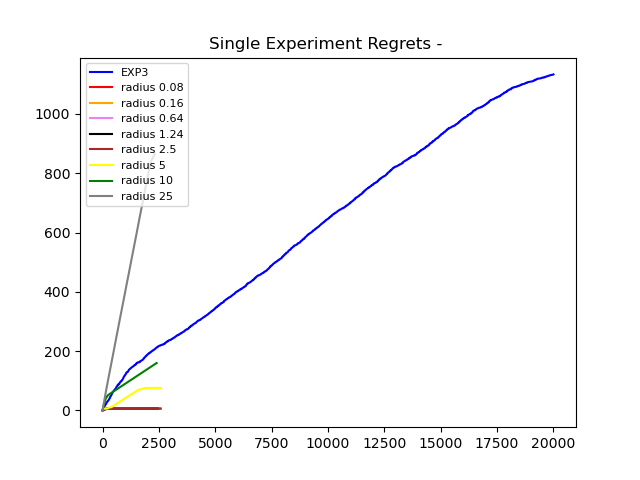 Single Experiment Regrets -
EXP3
radius 0.08
radius 0.16
radius 0.64
radius 1.24
radius 2.5
radius 5
radius 10
radius 25
1000
800
600
400
200
0
0 2500 5000 7500 10000 12500 15000 17500 20000